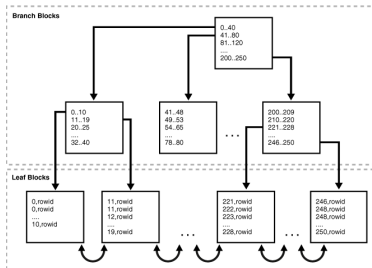 Branch Blocks
0..40
41..80
81..120
....
200..250
0..10
11..19
20..25
....
32..40
41..48
49..53
54..65
....
78..80
...
200..209
210..220
221..228
....
246..250
Leaf Blocks
0,rowid
0,rowid
....
10,rowid
11,rowid
11,rowid
12,rowid
....
19,rowid
...
221,rowid
222,rowid
223,rowid
....
228,rowid
...
246,rowid
248,rowid
248,rowid
....
250,rowid